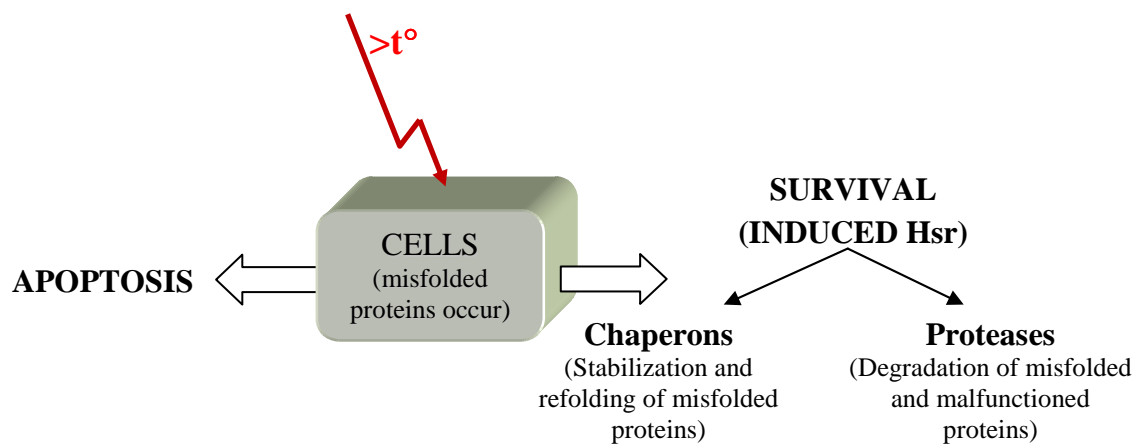 >t°
SURVIVAL
(INDUCED Hsr)
CELLS
(misfolded
proteins occur)
APOPTOSIS
Chaperons
(Stabilization and
refolding of misfolded
proteins)
Proteases
(Degradation of misfolded
and malfunctioned
proteins)